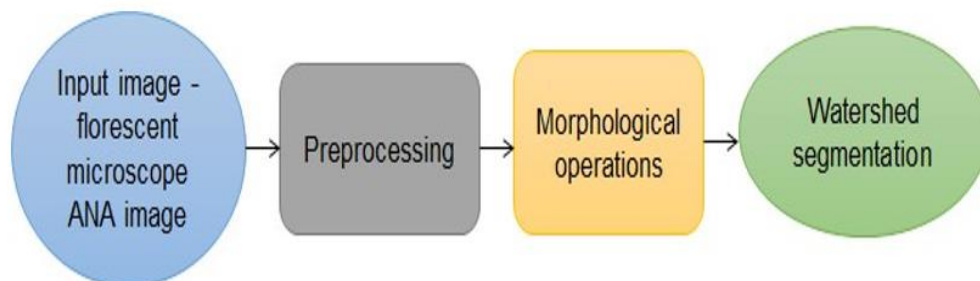 Input image -
florescent
microscope
ANA image
Preprocessing
Morphological
operations
Watershed
segmentation